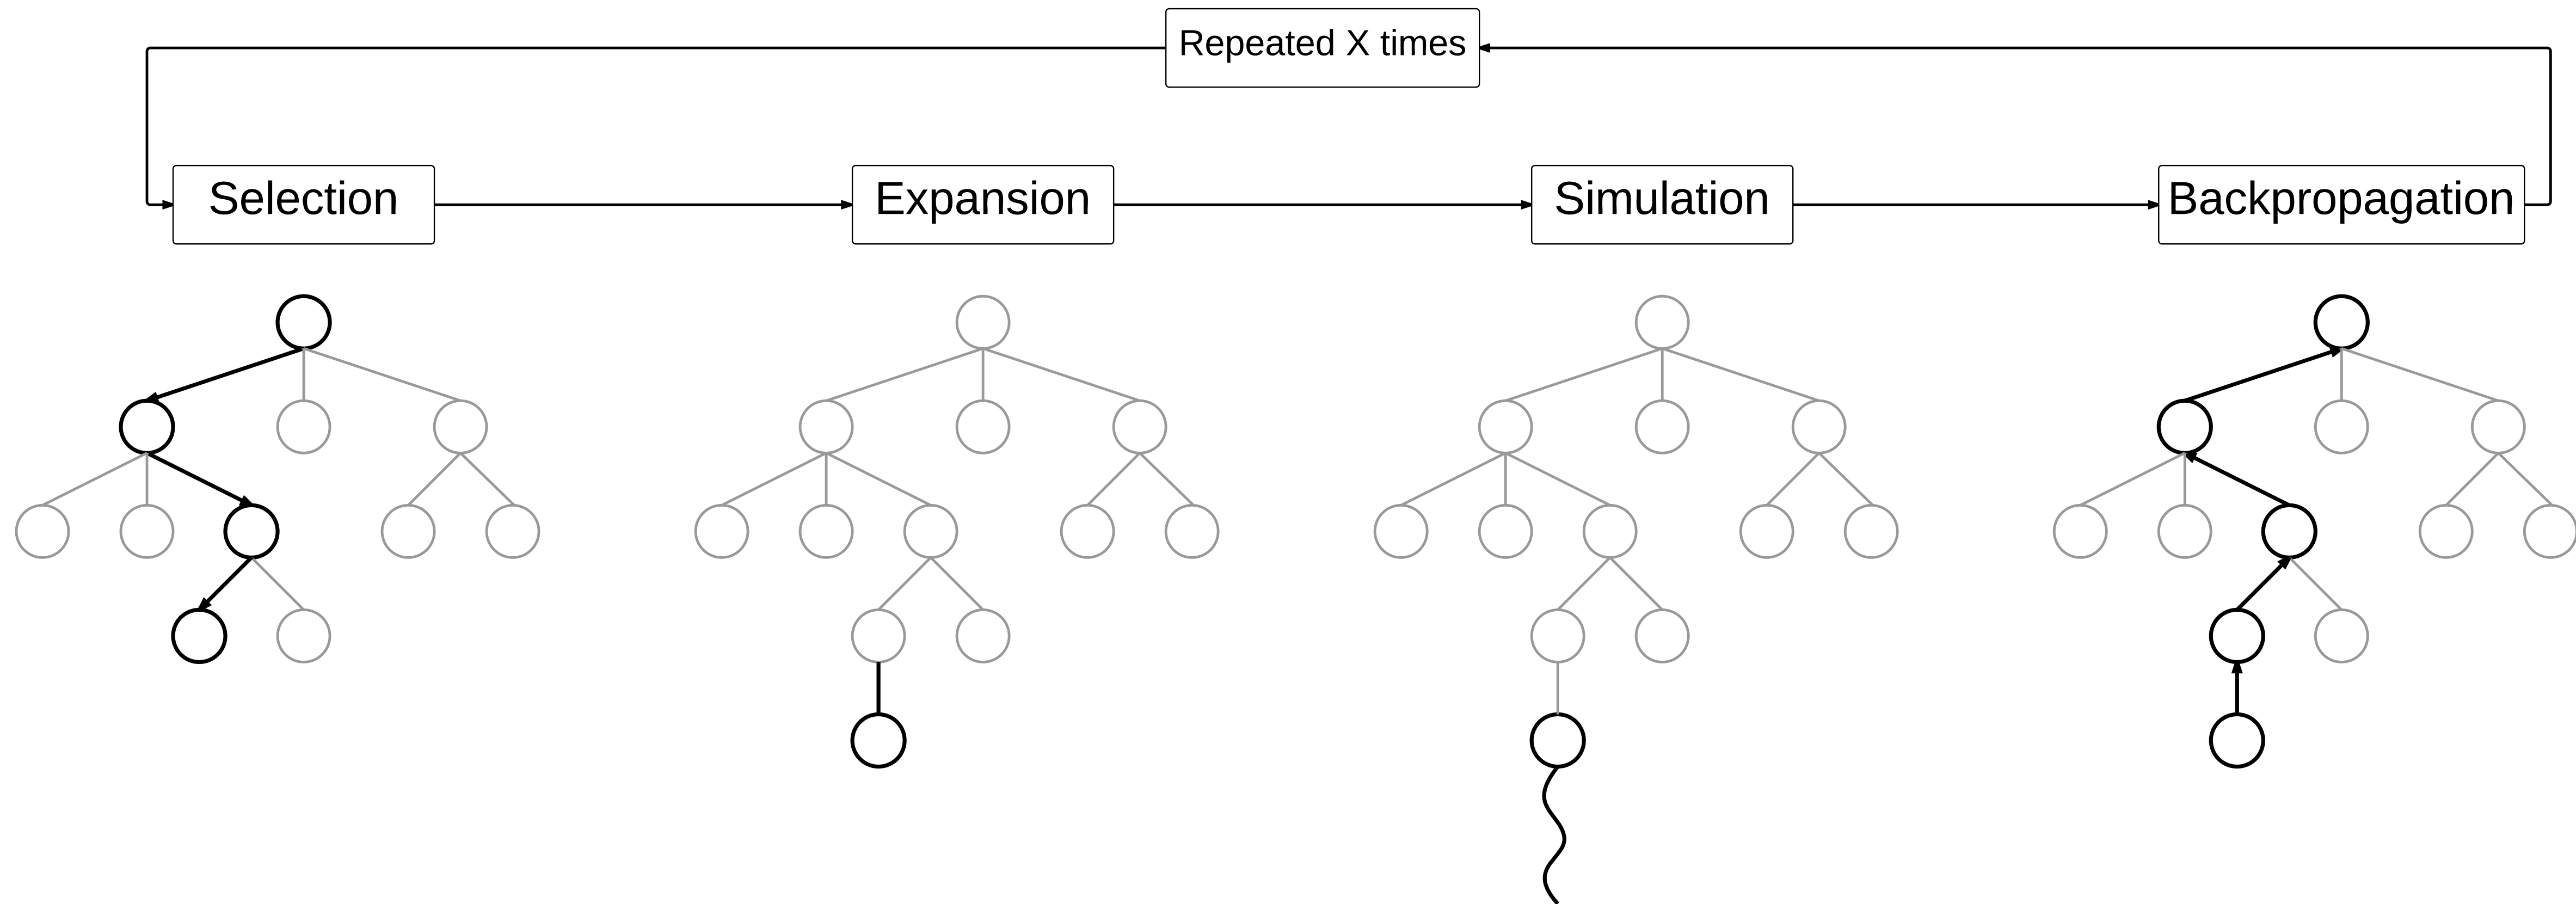 Repeated X times
Selection
Expansion
Simulation
Backpropagation